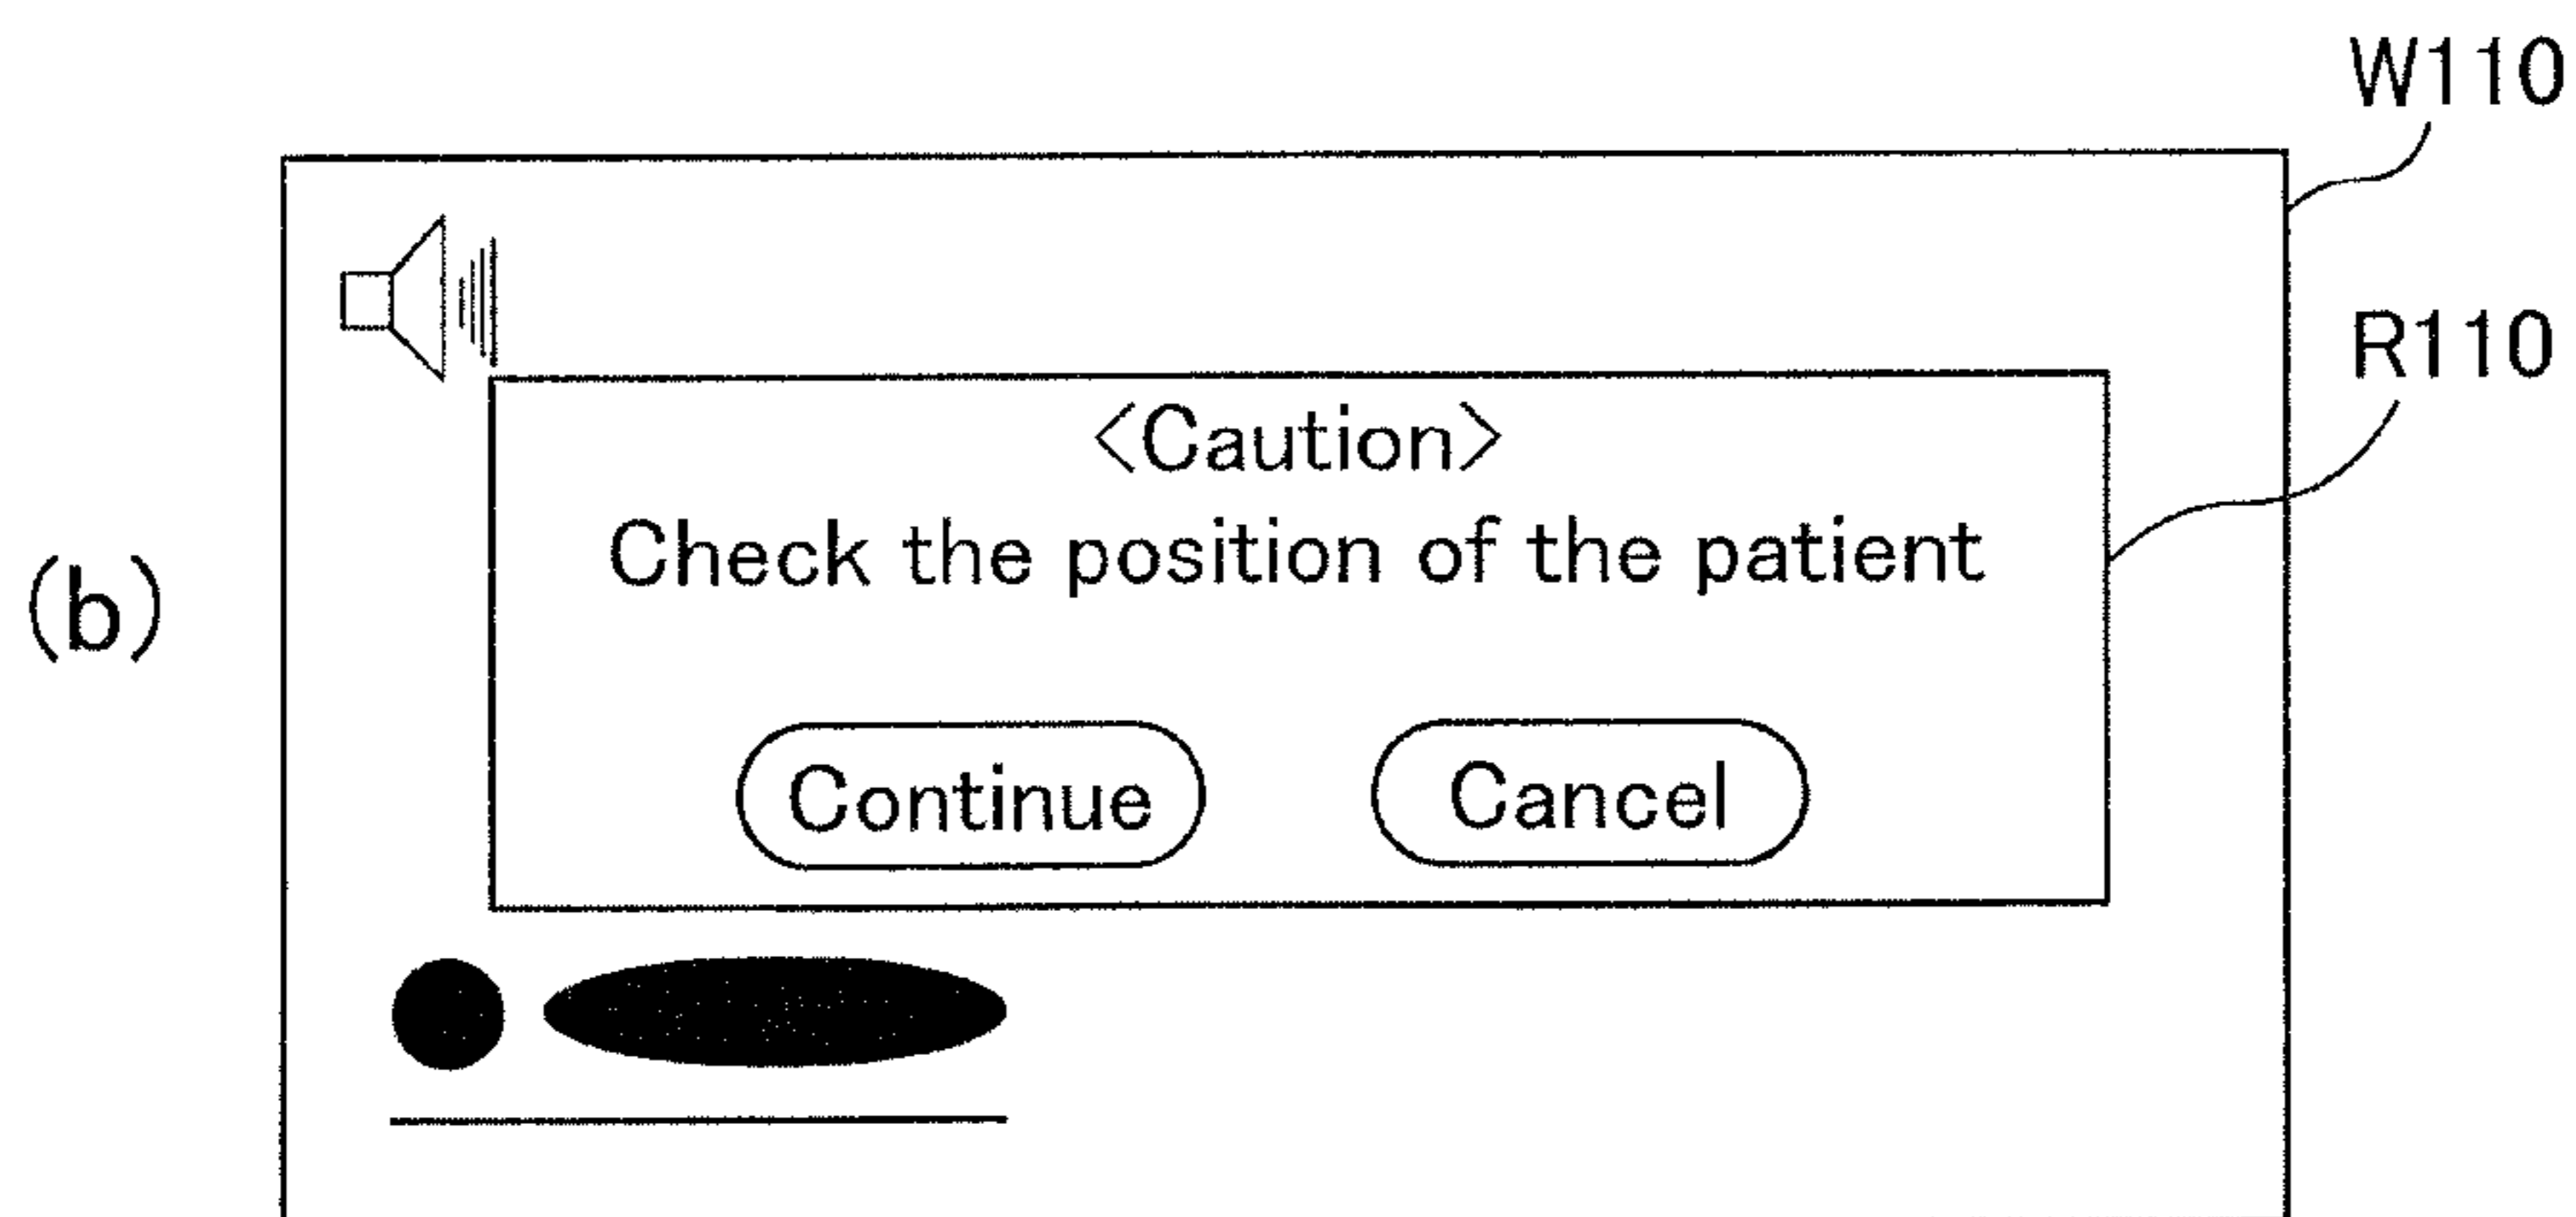 W110
R110
<Caution>
Check the position of the patient
(b)
Continue Cancel